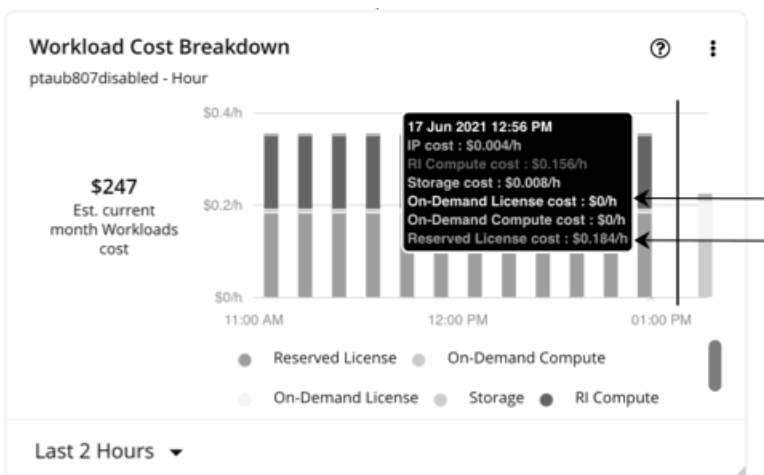 Workload Cost Breakdown
ptaub807disabled - Hour
$0.4/h
17 Jun 2021 12:56 PM
IP cost : $0.004/h
RI Compute cost : $0.156/h
Storage cost : $0.008/h
On-Demand License cost : $0/h
On-Demand Compute cost : $0/h
Reserved License cost : $0.184/h
$247
Est. current
month Workloads
cost
$0.2/h
$0/h
11:00 AM 12:00 PM 01:00 PM
Reserved License On-Demand Compute
On-Demand License Storage RI Compute
Last 2 Hours